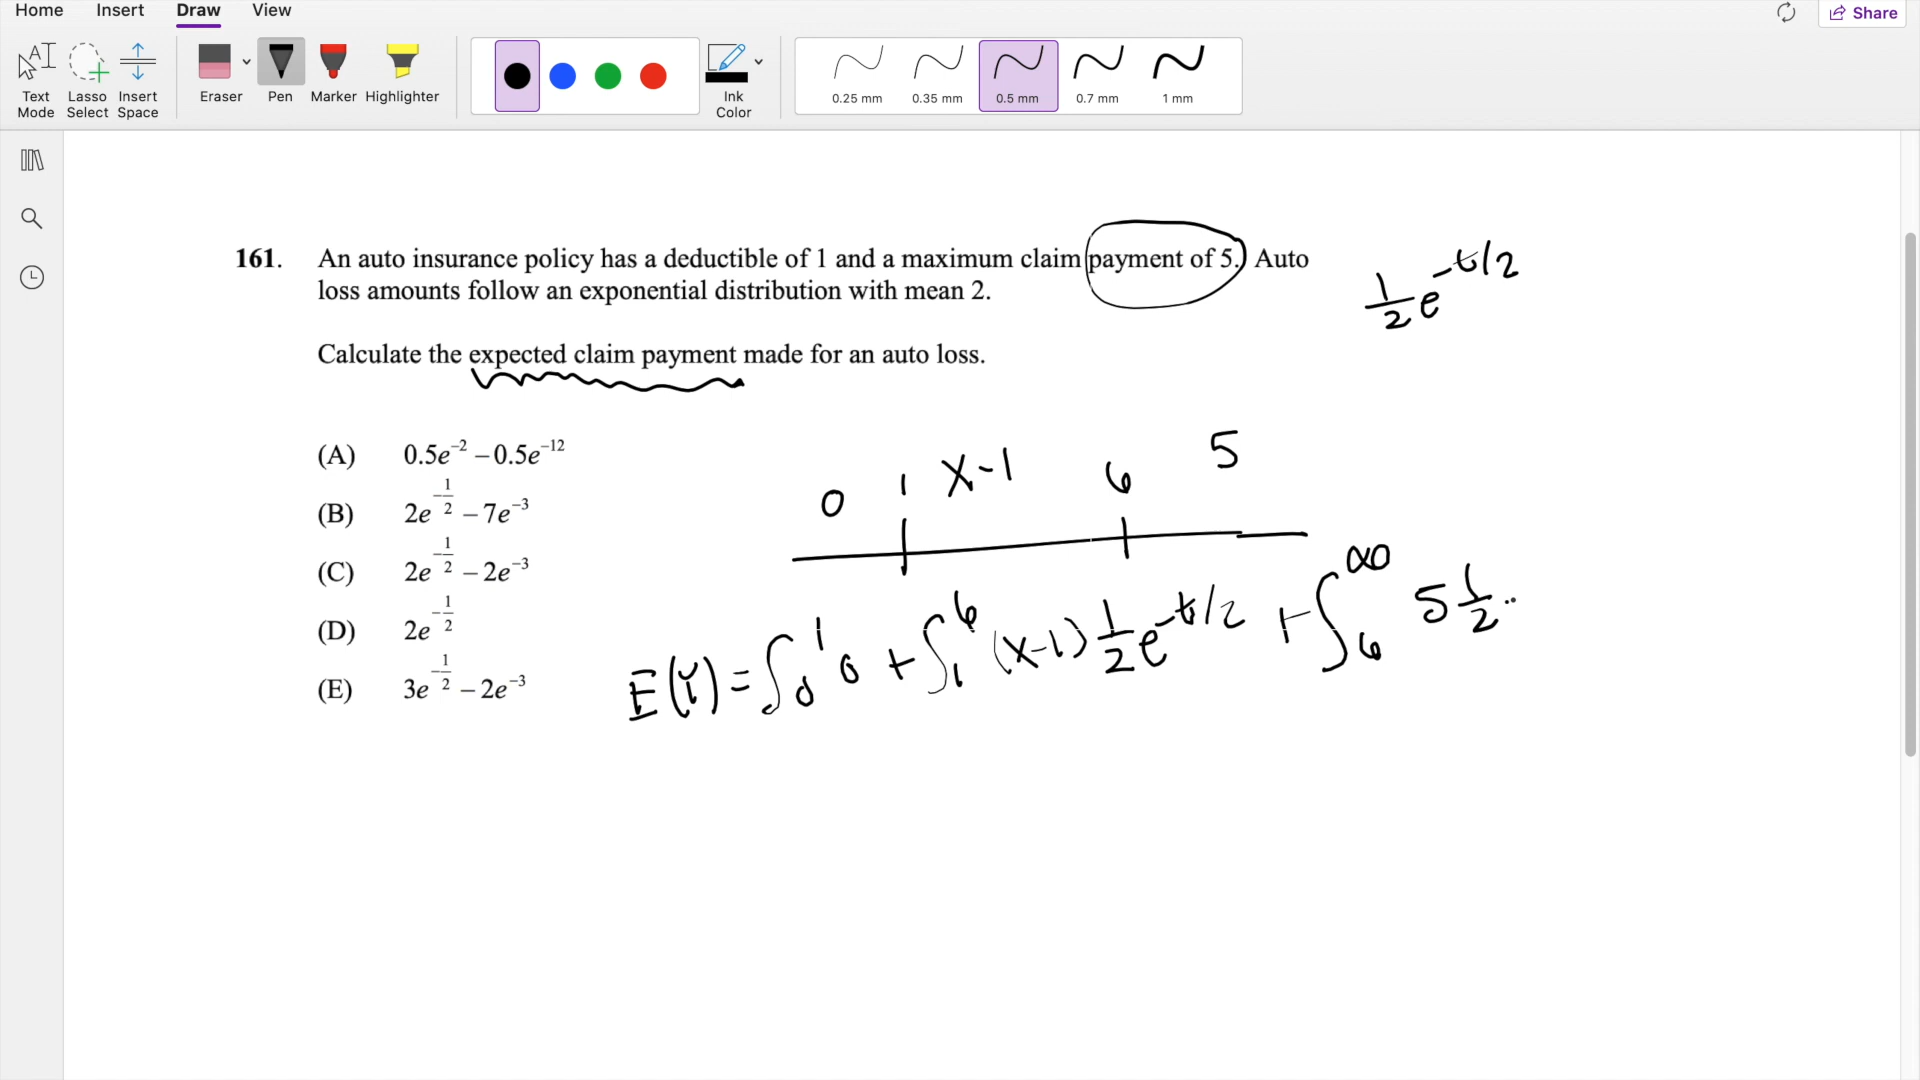 Home Insert Draw View Share
AI
Text Mode Lasso Select Insert Space Eraser Pen Marker Highlighter Ink Color 0.25 mm 0.35 mm 0.5 mm 0.7 mm 1 mm
161. An auto insurance policy has a deductible of 1 and a maximum claim payment of 5. Auto
loss amounts follow an exponential distribution with mean 2.
1/2 e^{-t/2}
Calculate the expected claim payment made for an auto loss.
(A) 0.5e^{-2} – 0.5e^{-12}
(B) 2e^{-1/2} – 7e^{-3}
(C) 2e^{-1/2} – 2e^{-3}
(D) 2e^{-1/2}
(E) 3e^{-1/2} – 2e^{-3}
0 1 x-1 6 5
E(Y) = ∫_0^1 0 + ∫_1^6 (x-1) 1/2 e^{-t/2} + ∫_6^∞ 5 1/2